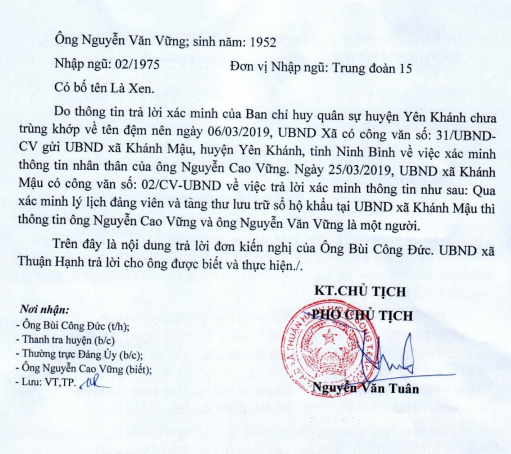 Ông Nguyễn Văn Vững; sinh năm: 1952
Nhập ngũ: 02/1975 Đơn vị Nhập ngũ: Trung đoàn 15
Có bố tên Là Xen.
Do thông tin trả lời xác minh của Ban chỉ huy quân sự huyện Yên Khánh chưa
trùng khớp về tên đệm nên ngày 06/03/2019, UBND Xã có công văn số: 31/UBND-
CV gửi UBND xã Khánh Mậu, huyện Yên Khánh, tỉnh Ninh Bình về việc xác minh
thông tin nhân thân của ông Nguyễn Cao Vững. Ngày 25/03/2019, UBND xã Khánh
Mậu có công văn số: 02/CV-UBND về việc trả lời xác minh thông tin như sau: Qua
xác minh lý lịch đảng viên và tầng thư lưu trữ sổ hộ khẩu tại UBND xã Khánh Mậu thì
thông tin ông Nguyễn Cao Vững và ông Nguyễn Văn Vững là một người.
Trên đây là nội dung trả lời đơn kiến nghị của Ông Bùi Công Đức. UBND xã
Thuận Hạnh trả lời cho ông được biết và thực hiện./.
KT.CHỦ TỊCH
PHÓ CHỦ TỊCH
Nơi nhận:
- Ông Bùi Công Đức (t/h);
- Thanh tra huyện (b/c)
- Thường trực Đảng Ủy (b/c);
- Ông Nguyễn Cao Vững (biết);
- Lưu: VT,TP.
Nguyễn Văn Tuân